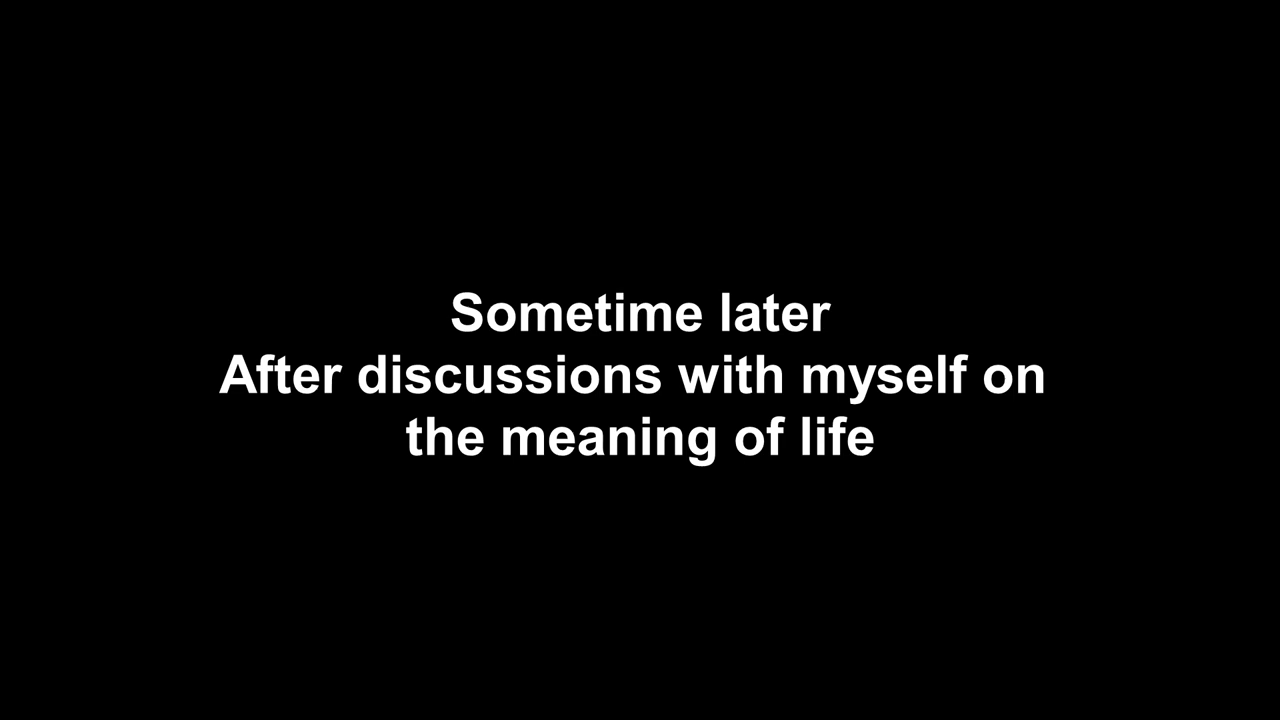 Sometime later
After discussions with myself on
the meaning of life